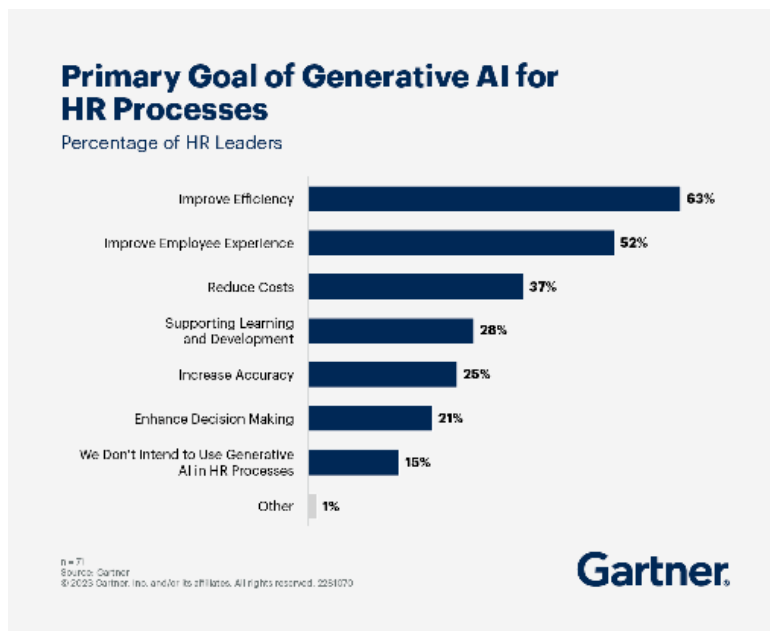 Primary Goal of Generative AI for
HR Processes
Percentage of HR Leaders
Improve Efficiency 63%
Improve Employee Experience 52%
Reduce Costs 37%
Supporting Learning
and Development 28%
Increase Accuracy 25%
Enhance Decision Making 21%
We Don't Intend to Use Generative
AI in HR Processes 15%
Other 1%
n = 71
Source: Gartner
© 2023 Gartner, Inc. and/or its affiliates. All rights reserved. 2281070
Gartner®